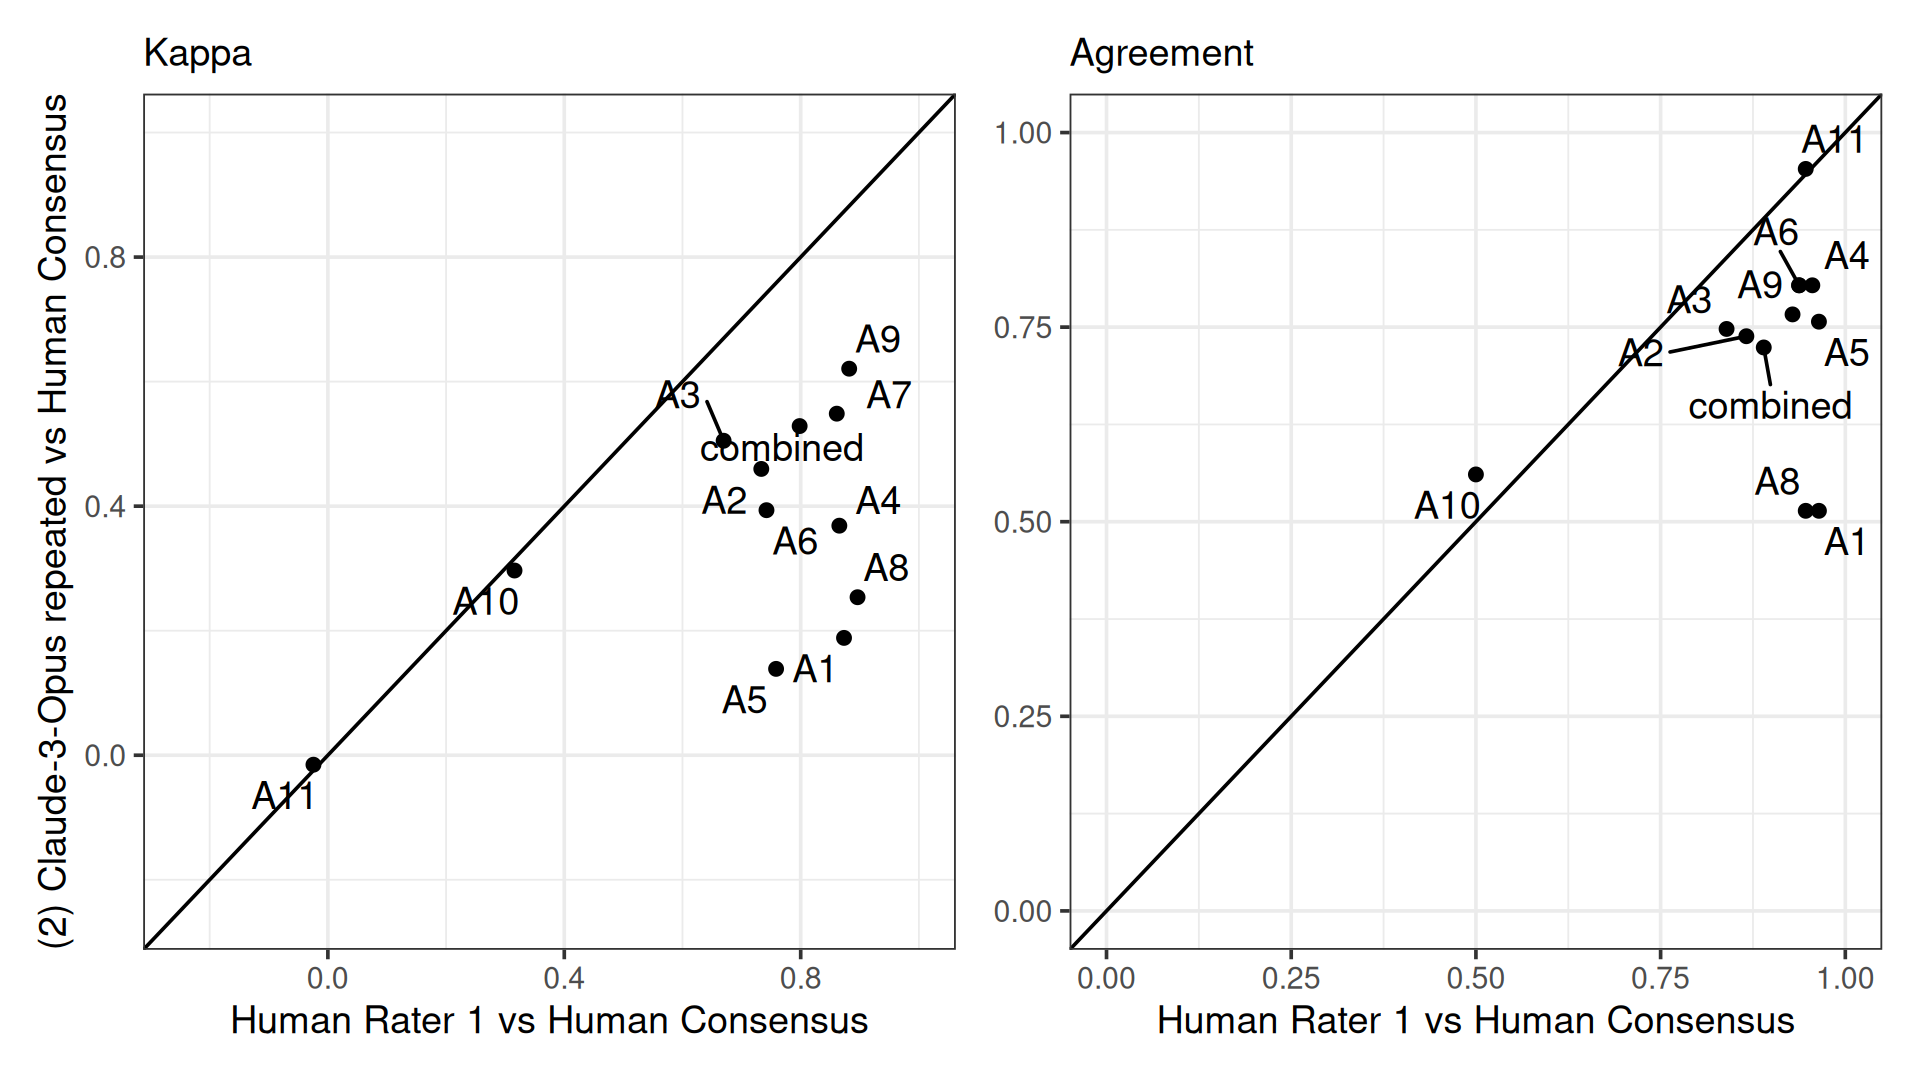 Kappa
Agreement
(2) Claude-3-Opus repeated vs Human Consensus
0.8
0.4
0.0
A9
A3
A7
combined
A2
A4
A6
A8
A10
A1
A5
A11
0.0
0.4
0.8
Human Rater 1 vs Human Consensus
1.00
0.75
0.50
0.25
0.00
A11
A6
A4
A9
A3
A2
A5
combined
A8
A10
A1
0.00
0.25
0.50
0.75
1.00
Human Rater 1 vs Human Consensus